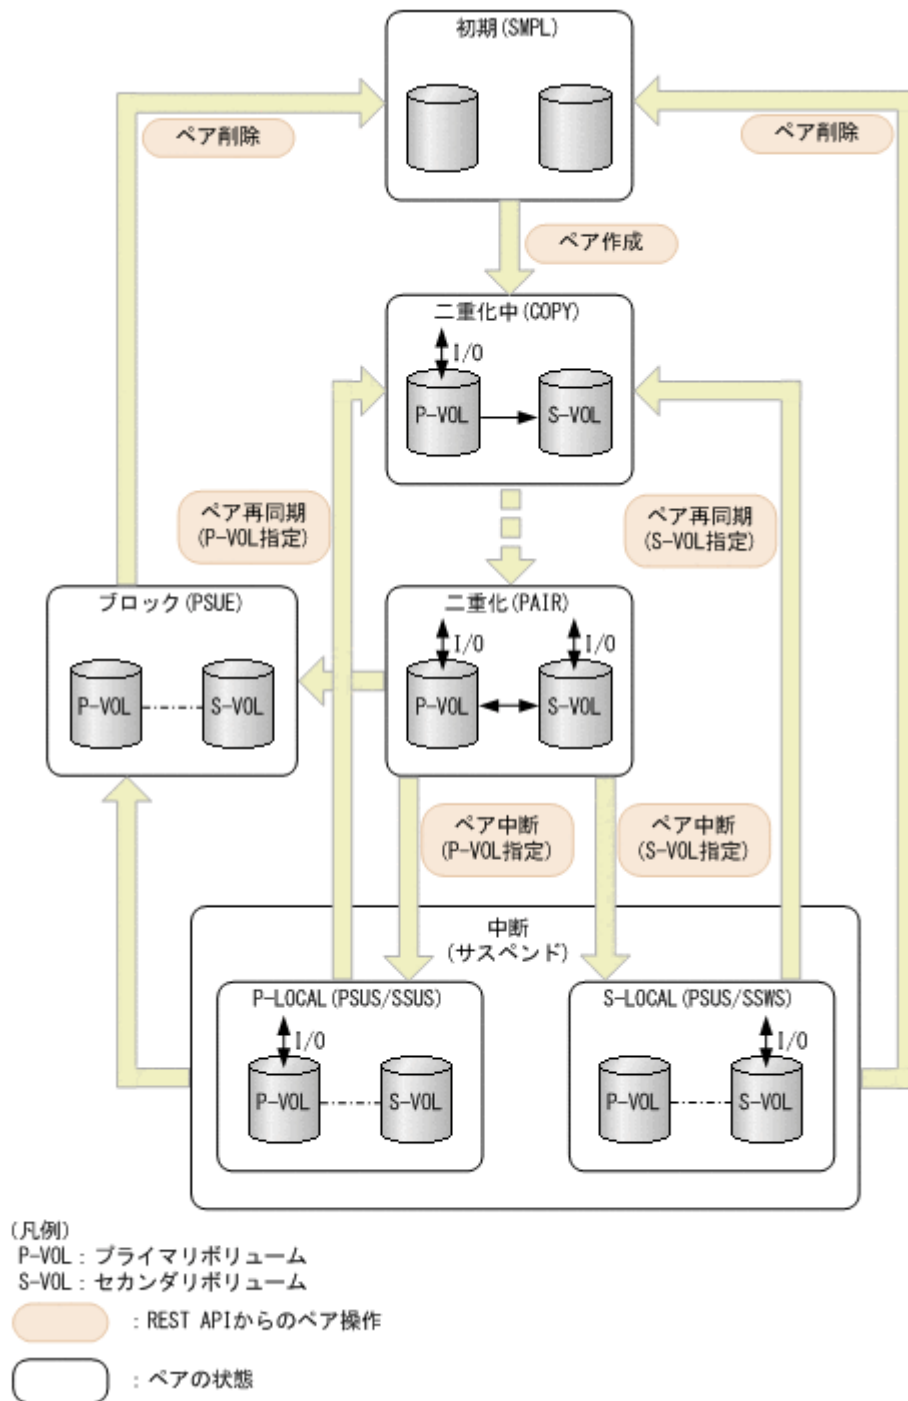 初期(SMPL)
ペア削除
ペア削除
ペア作成
二重化中(COPY)
I/O
P-VOL
S-VOL
ペア再同期
(P-VOL指定)
ペア再同期
(S-VOL指定)
ブロック(PSUE)
P-VOL
S-VOL
二重化(PAIR)
I/O
I/O
P-VOL
S-VOL
ペア中断
(P-VOL指定)
ペア中断
(S-VOL指定)
中断
(サスペンド)
P-LOCAL(PSUS/SSUS)
I/O
P-VOL
S-VOL
S-LOCAL(PSUS/SSWS)
I/O
P-VOL
S-VOL
(凡例)
P-VOL：プライマリボリューム
S-VOL：セカンダリボリューム
：REST APIからのペア操作
：ペアの状態